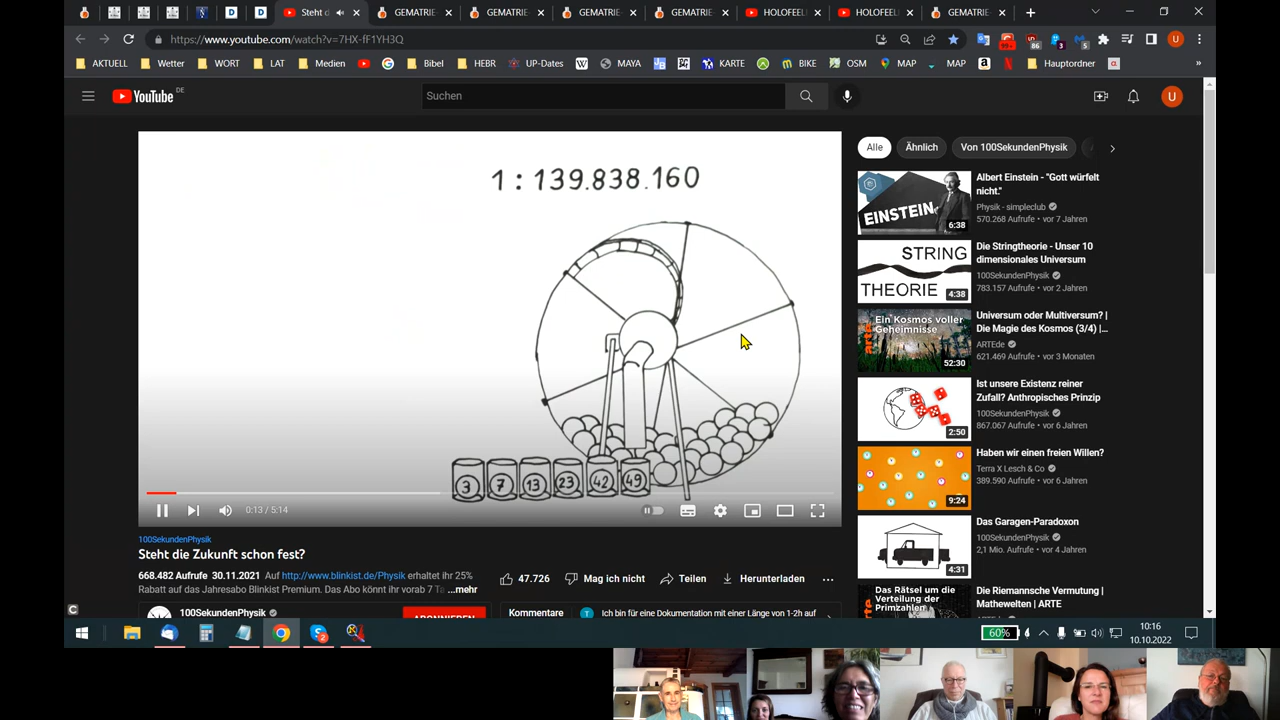 Steht d
GEMATRIE-
GEMATRIE-
GEMATRIE-
GEMATRIE-
HOLOFEEL
HOLOFEEL
GEMATRIE-
https://www.youtube.com/watch?v=7HX-fF1YH3Q
AKTUELL
Wetter
WORT
LAT
Medien
Bibel
HEBR
UP-Dates
MAYA
KARTE
BIKE
OSM
MAP
MAP
Hauptordner
YouTube DE
Suchen
U
1:139.838.160
3 7 13 23 42 49
0:13 / 5:14
100SekundenPhysik
Steht die Zukunft schon fest?
668.482 Aufrufe 30.11.2021 Auf http://www.blinkist.de/Physik erhaltet ihr 25%
Rabatt auf das Jahresabo Blinkist Premium. Das Abo könnt ihr vorab 7 Ta ...mehr
47.726
Mag ich nicht
Teilen
Herunterladen
100SekundenPhysik
ABONNIEREN
Kommentare
Ich bin für eine Dokumentation mit einer Länge von 1-2h auf
Alle
Ähnlich
Von 100SekundenPhysik
EINSTEIN
6:38
Albert Einstein - "Gott würfelt
nicht."
Physik - simpleclub
570.268 Aufrufe • vor 7 Jahren
STRING
THEORIE
4:38
Die Stringtheorie - Unser 10
dimensionales Universum
100SekundenPhysik
783.157 Aufrufe • vor 2 Jahren
Ein Kosmos voller
Geheimnisse
52:30
Universum oder Multiversum? |
Die Magie des Kosmos (3/4) |...
ARTEde
621.469 Aufrufe • vor 3 Monaten
2:50
Ist unsere Existenz reiner
Zufall? Anthropisches Prinzip
100SekundenPhysik
867.067 Aufrufe • vor 6 Jahren
9:24
Haben wir einen freien Willen?
Terra X Lesch & Co
389.590 Aufrufe • vor 6 Jahren
4:31
Das Garagen-Paradoxon
100SekundenPhysik
2,1 Mio. Aufrufe • vor 4 Jahren
Das Rätsel um die
Verteilung der
Primzahlen
Die Riemannsche Vermutung |
Mathewelten | ARTE
60%
10:16
10.10.2022